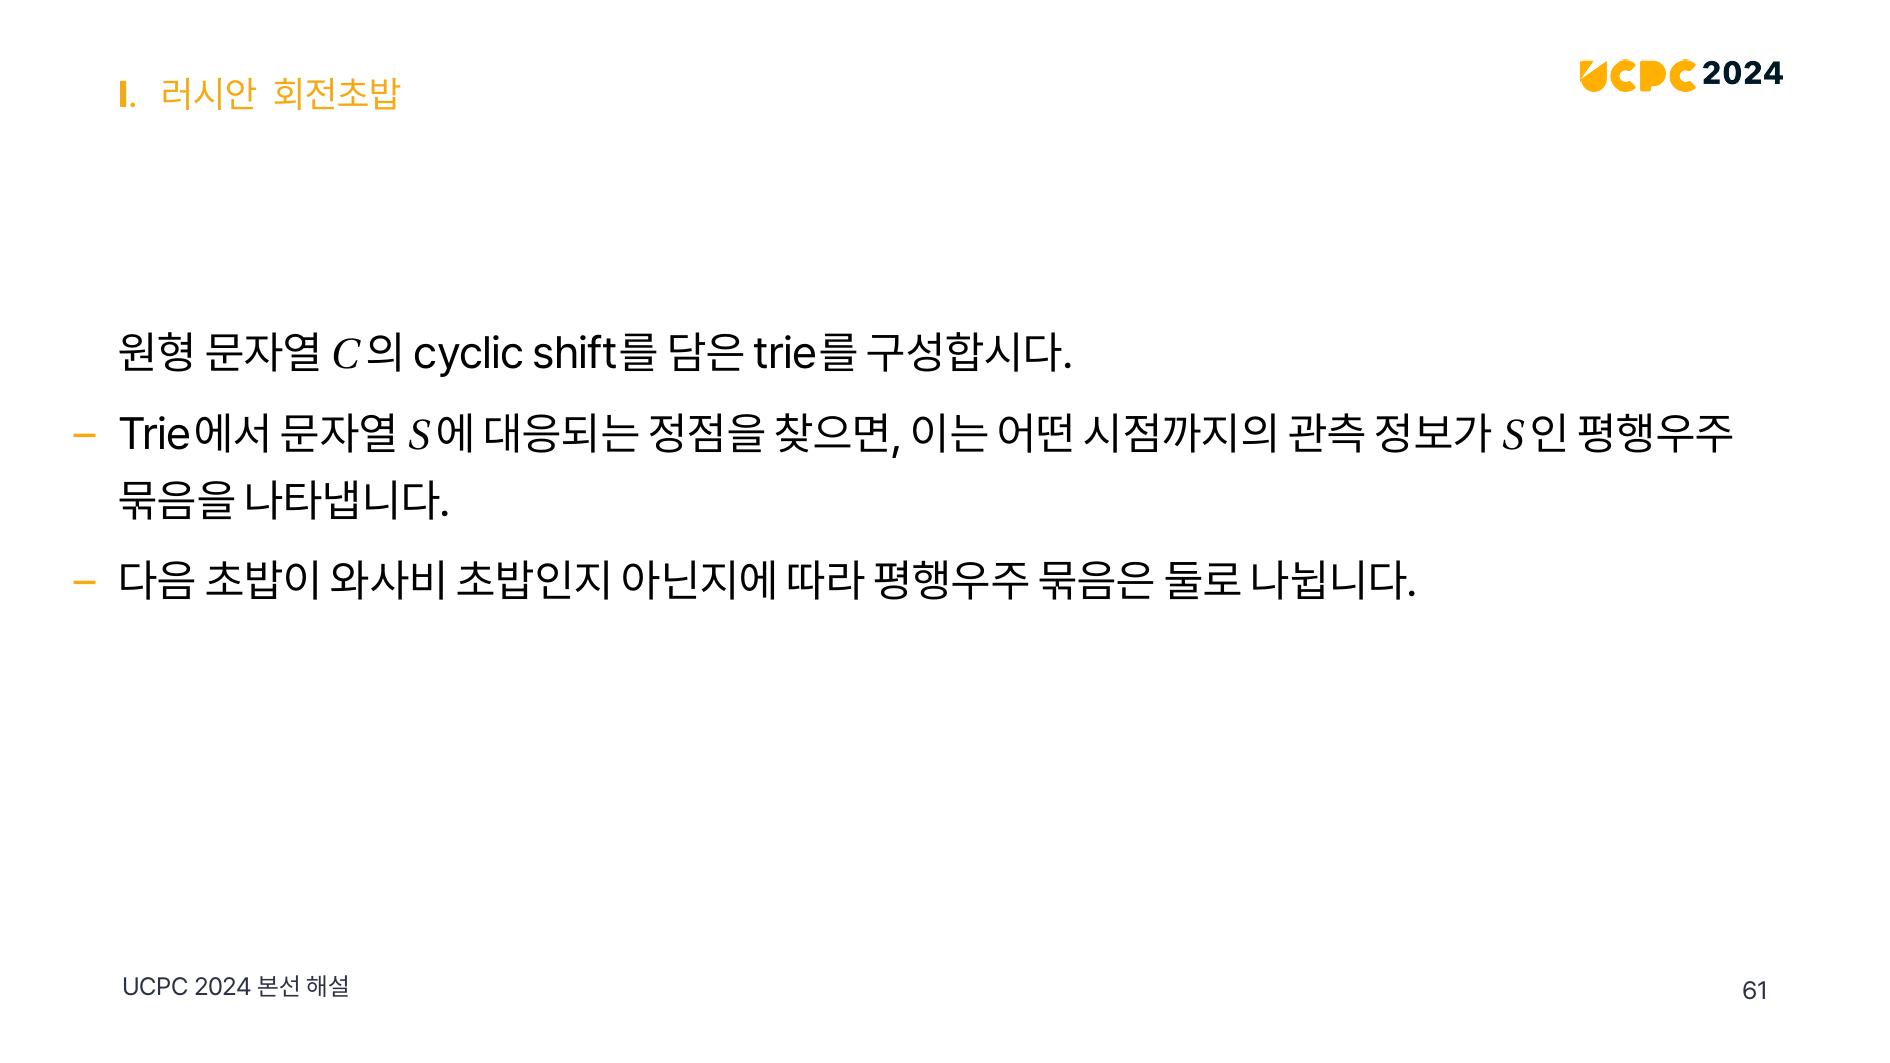 I. 러시안 회전초밥
UCPC 2024
원형 문자열 C의 cyclic shift를 담은 trie를 구성합시다.
– Trie에서 문자열 S에 대응되는 정점을 찾으면, 이는 어떤 시점까지의 관측 정보가 S인 평행우주
묶음을 나타냅니다.
– 다음 초밥이 와사비 초밥인지 아닌지에 따라 평행우주 묶음은 둘로 나뉩니다.
UCPC 2024 본선 해설
61